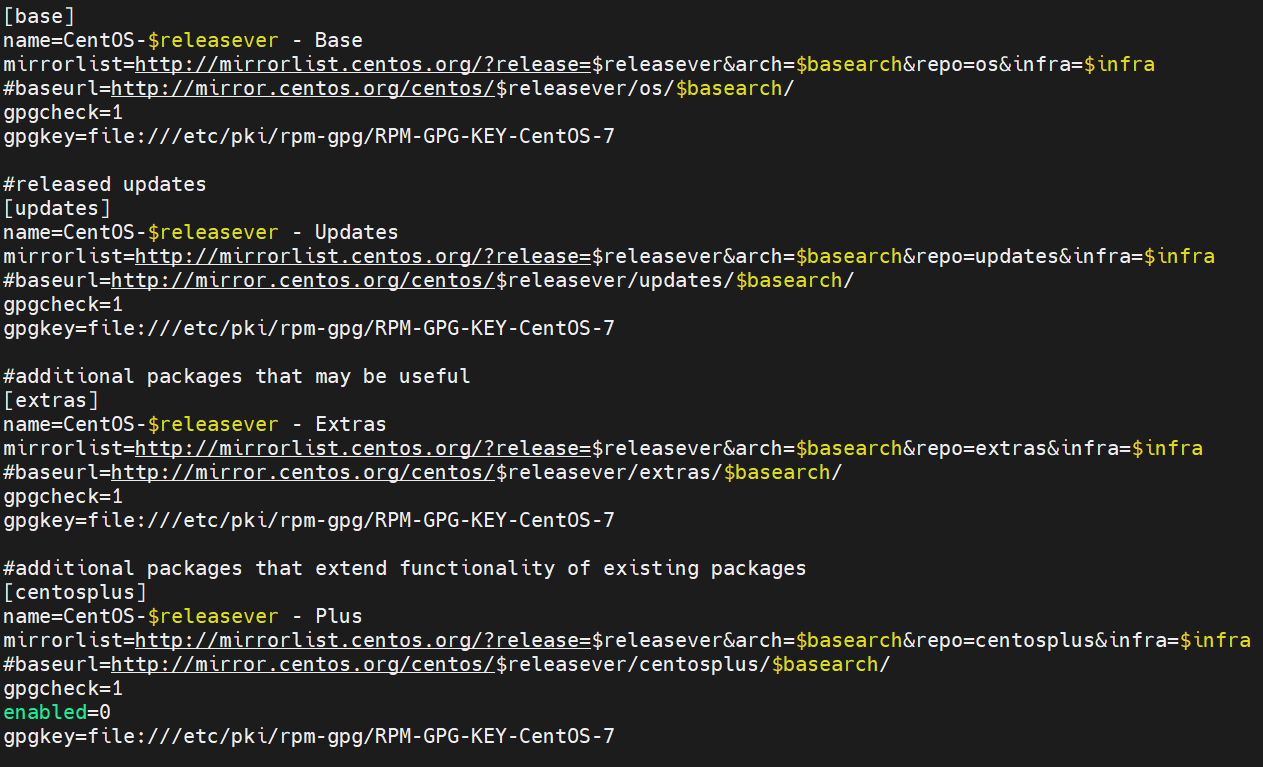 [base]
name=CentOS-$releasever - Base
mirrorlist=http://mirrorlist.centos.org/?release=$releasever&arch=$basearch&repo=os&infra=$infra
#baseurl=http://mirror.centos.org/centos/$releasever/os/$basearch/
gpgcheck=1
gpgkey=file:///etc/pki/rpm-gpg/RPM-GPG-KEY-CentOS-7

#released updates
[updates]
name=CentOS-$releasever - Updates
mirrorlist=http://mirrorlist.centos.org/?release=$releasever&arch=$basearch&repo=updates&infra=$infra
#baseurl=http://mirror.centos.org/centos/$releasever/updates/$basearch/
gpgcheck=1
gpgkey=file:///etc/pki/rpm-gpg/RPM-GPG-KEY-CentOS-7

#additional packages that may be useful
[extras]
name=CentOS-$releasever - Extras
mirrorlist=http://mirrorlist.centos.org/?release=$releasever&arch=$basearch&repo=extras&infra=$infra
#baseurl=http://mirror.centos.org/centos/$releasever/extras/$basearch/
gpgcheck=1
gpgkey=file:///etc/pki/rpm-gpg/RPM-GPG-KEY-CentOS-7

#additional packages that extend functionality of existing packages
[centosplus]
name=CentOS-$releasever - Plus
mirrorlist=http://mirrorlist.centos.org/?release=$releasever&arch=$basearch&repo=centosplus&infra=$infra
#baseurl=http://mirror.centos.org/centos/$releasever/centosplus/$basearch/
gpgcheck=1
enabled=0
gpgkey=file:///etc/pki/rpm-gpg/RPM-GPG-KEY-CentOS-7